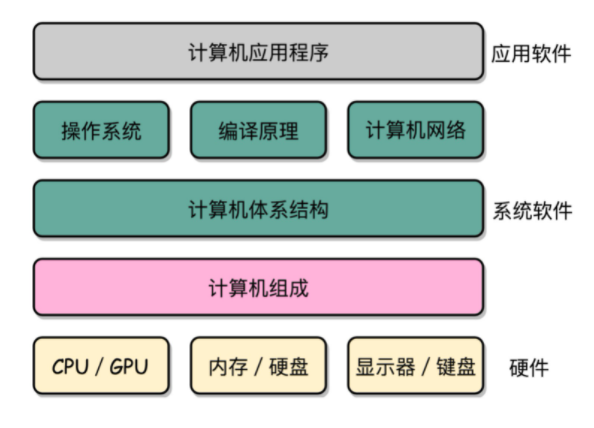 计算机应用程序 应用软件
操作系统 编译原理 计算机网络
计算机体系结构 系统软件
计算机组成
CPU / GPU 内存 / 硬盘 显示器 / 键盘 硬件